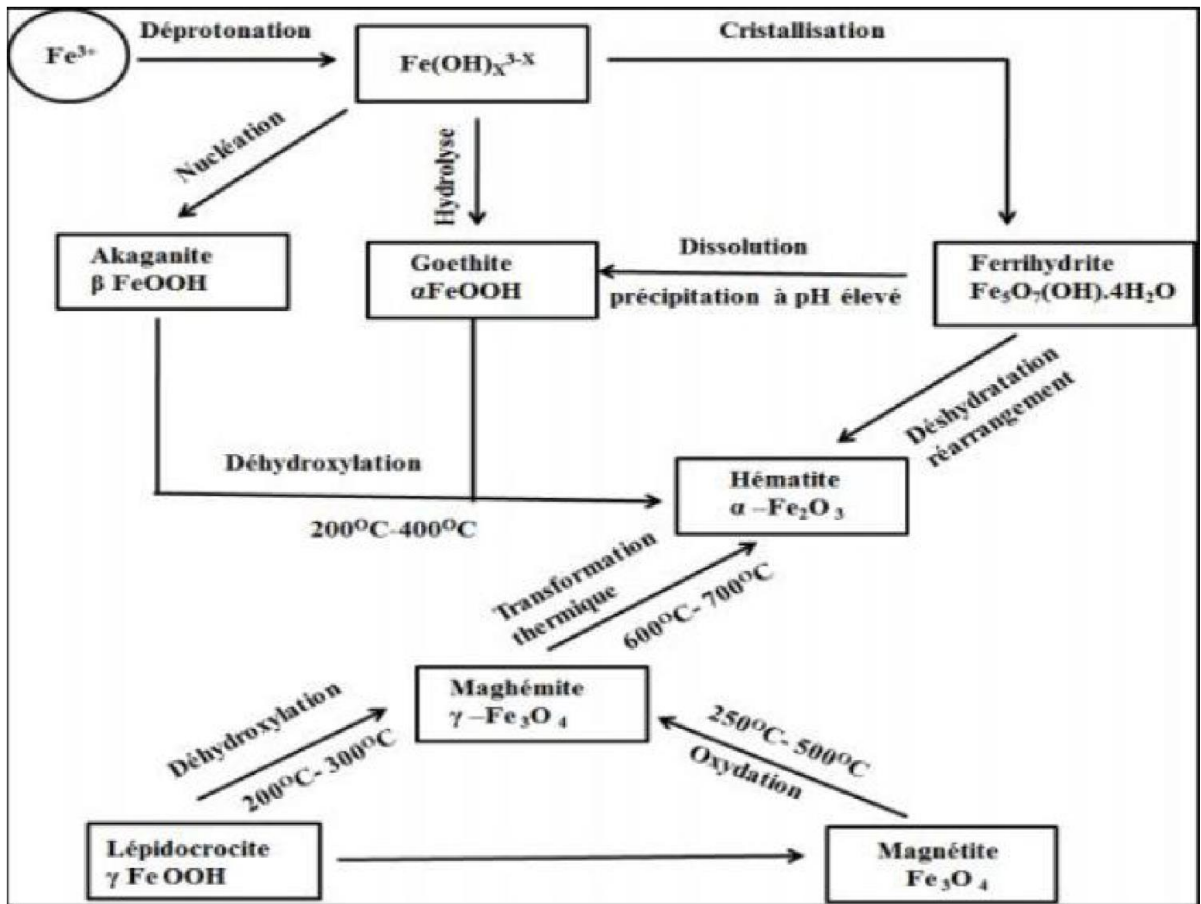 Fe³⁺
Déprotonation
Fe(OH)ₓ³⁻ˣ
Cristallisation
Nucléation
Hydrolyse
Akaganite
β FeOOH
Goethite
αFeOOH
Dissolution
précipitation à pH élevé
Ferrihydrite
Fe₅O₇(OH).4H₂O
Déshydratation
réarrangement
Déhydroxylation
200ᴼC-400ᴼC
Hématite
α –Fe₂O₃
Transformation
thermique
600ᴼC- 700ᴼC
Maghémite
γ –Fe₃O₄
Déhydroxylation
200ᴼC- 300ᴼC
250ᴼC- 500ᴼC
Oxydation
Lépidocrocite
γ Fe OOH
Magnétite
Fe₃O₄